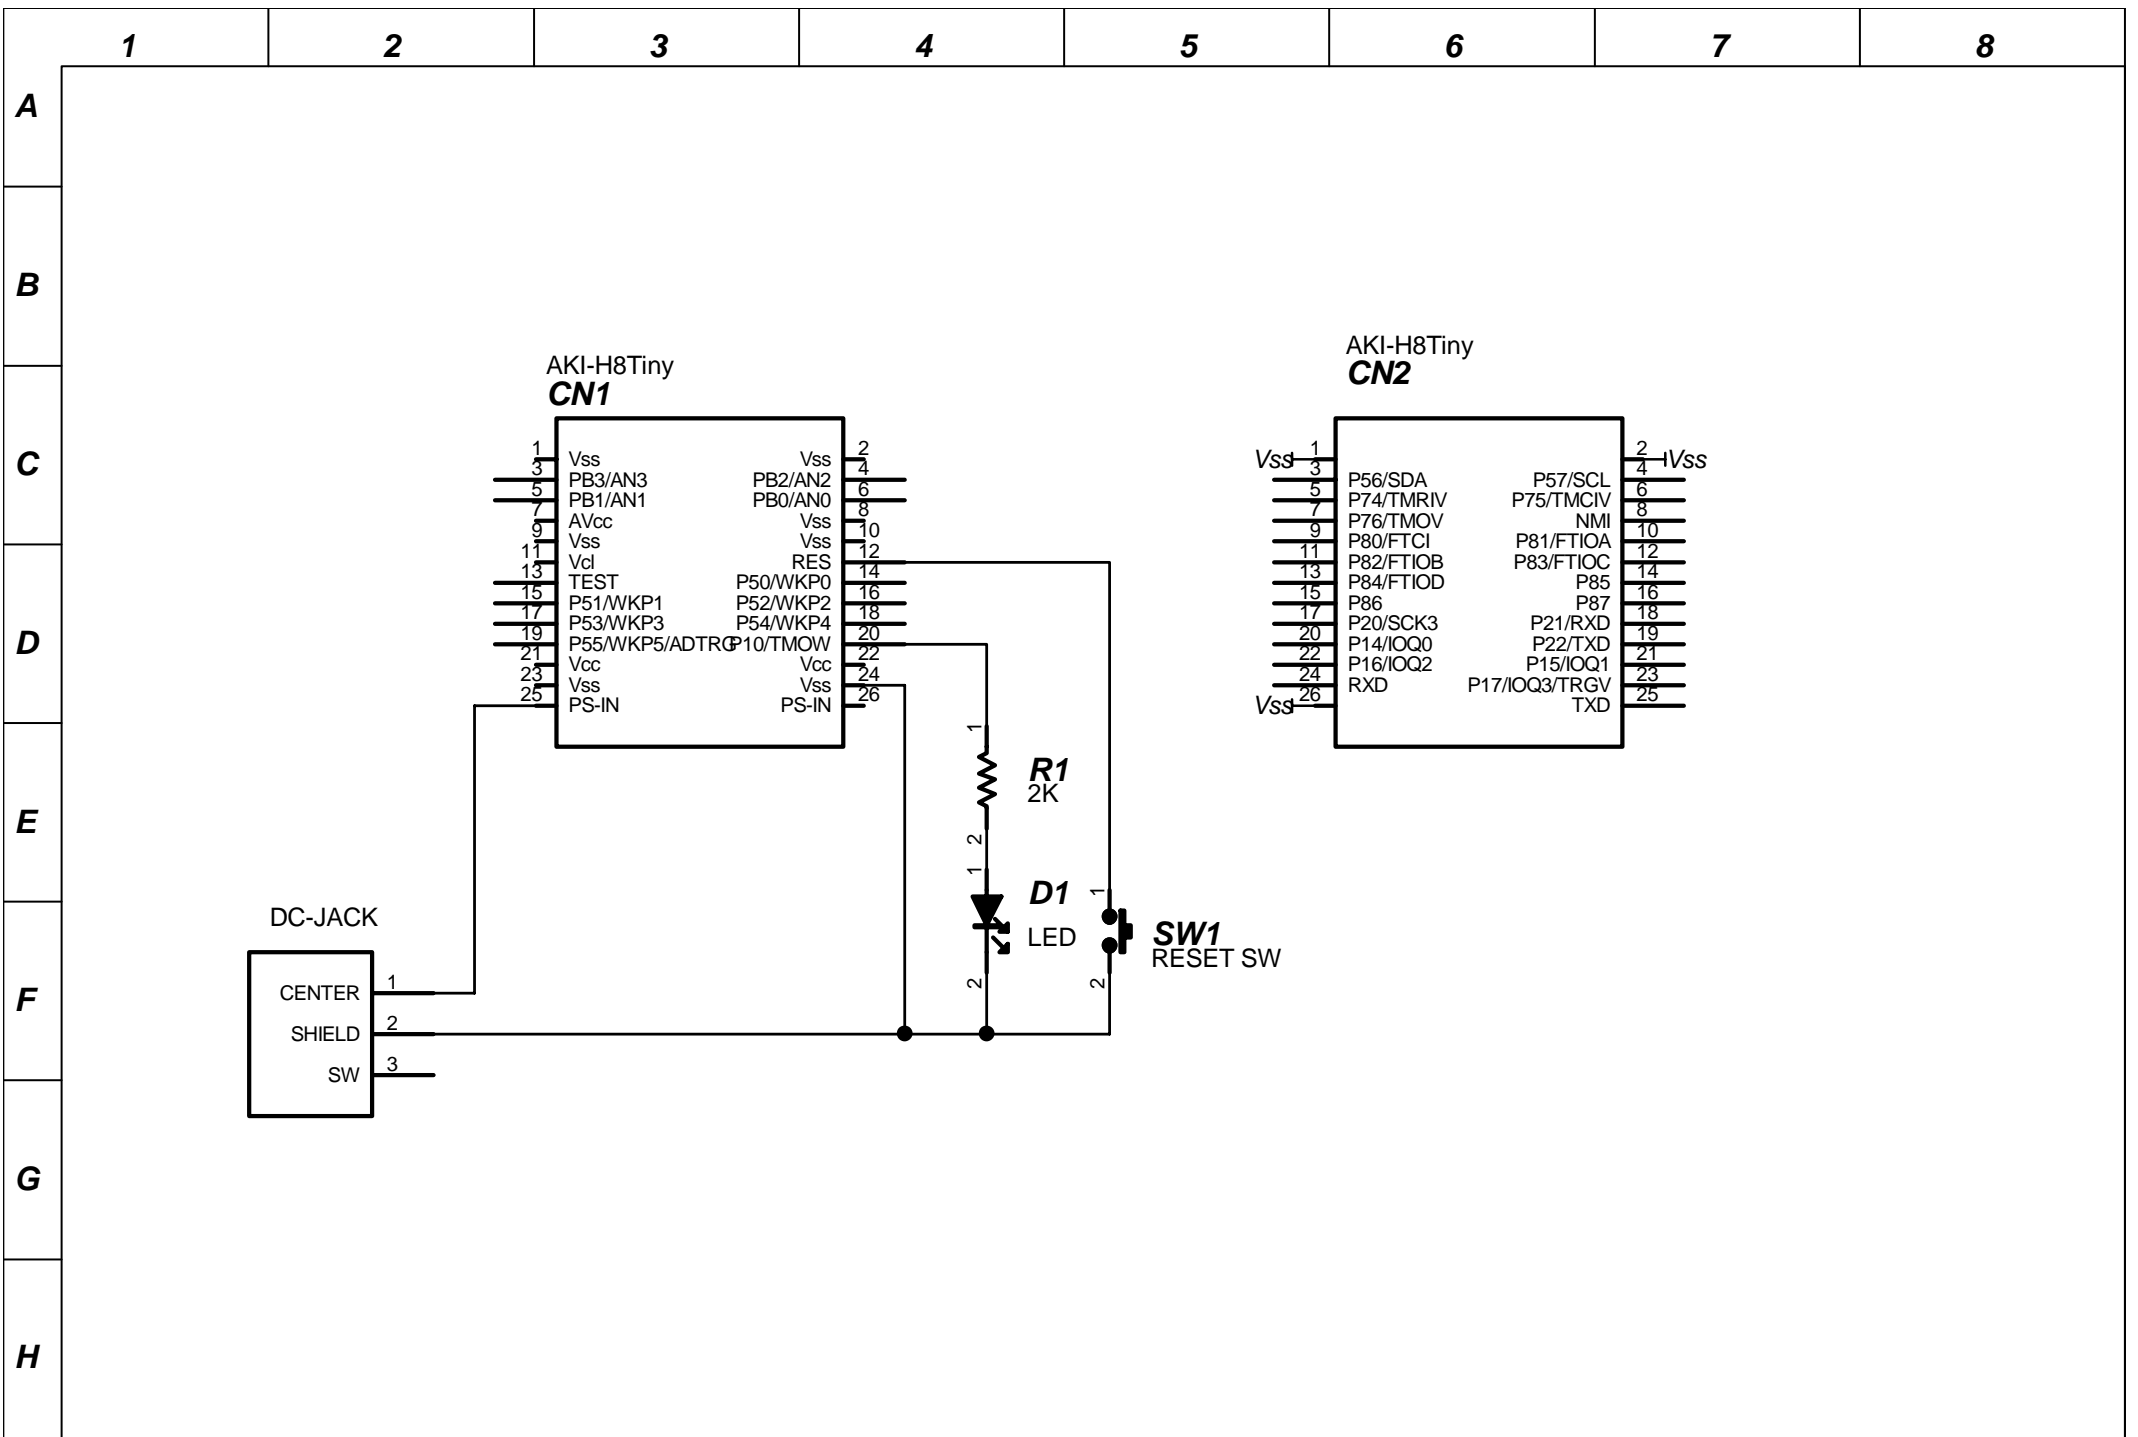 1 2 3 4 5 6 7 8
A
B
C
D
E
F
G
H
AKI-H8Tiny
CN1
1 Vss Vss 2
3 PB3/AN3 PB2/AN2 4
5 PB1/AN1 PB0/AN0 6
7 AVcc Vss 8
9 Vss Vss 10
11 Vcl RES 12
13 TEST P50/WKP0 14
15 P51/WKP1 P52/WKP2 16
17 P53/WKP3 P54/WKP4 18
19 P55/WKP5/ADTRG P10/TMOW 20
21 Vcc Vcc 22
23 Vss Vss 24
25 PS-IN PS-IN 26
AKI-H8Tiny
CN2
Vss 1 2 Vss
3 P56/SDA P57/SCL 4
5 P74/TMRIV P75/TMCIV 6
7 P76/TMOV NMI 8
9 P80/FTCI P81/FTIOA 10
11 P82/FTIOB P83/FTIOC 12
13 P84/FTIOD P85 14
15 P86 P87 16
17 P20/SCK3 P21/RXD 18
20 P14/IOQ0 P22/TXD 19
22 P16/IOQ2 P15/IOQ1 21
24 RXD P17/IOQ3/TRGV 23
Vss 26 TXD 25
1
R1
2K
2
1
D1
LED
2
1
SW1
RESET SW
2
DC-JACK
CENTER 1
SHIELD 2
SW 3